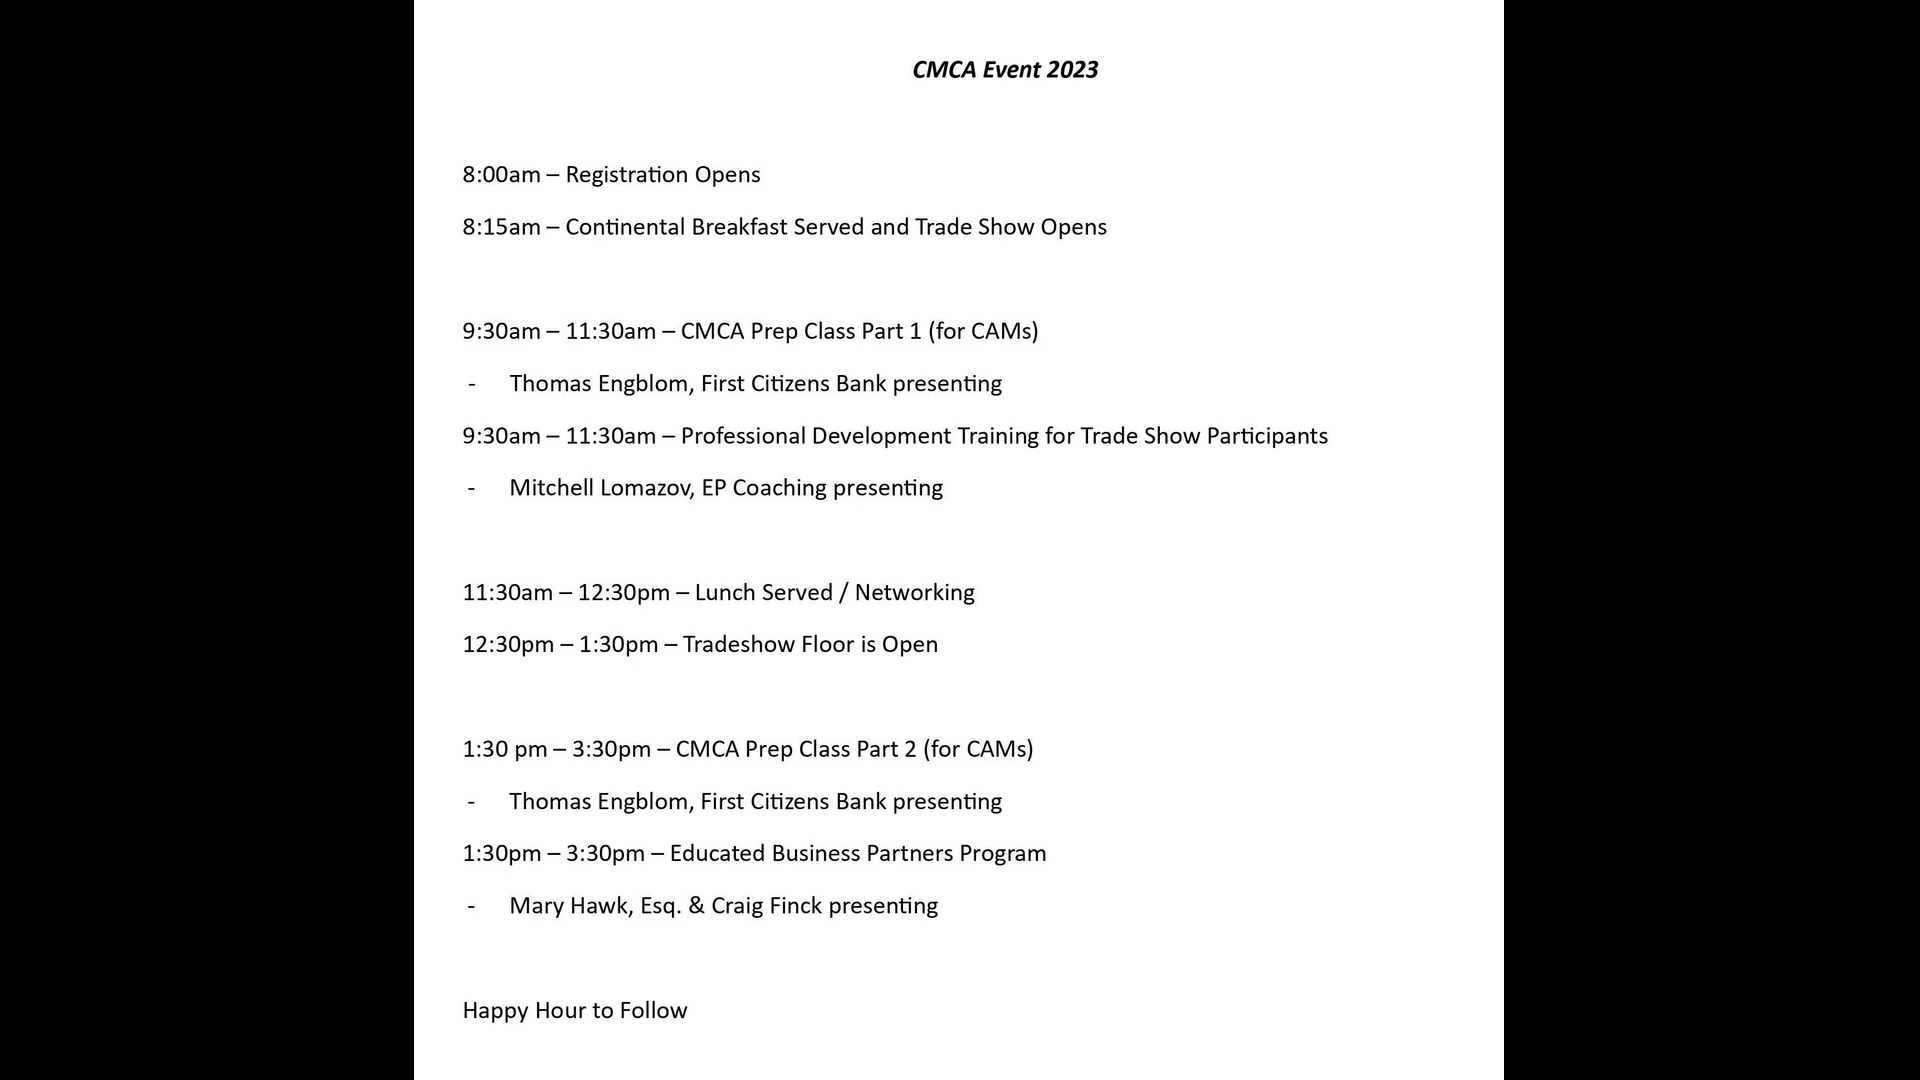 CMCA Event 2023
8:00am – Registration Opens
8:15am – Continental Breakfast Served and Trade Show Opens
9:30am – 11:30am – CMCA Prep Class Part 1 (for CAMs)
- Thomas Engblom, First Citizens Bank presenting
9:30am – 11:30am – Professional Development Training for Trade Show Participants
- Mitchell Lomazov, EP Coaching presenting
11:30am – 12:30pm – Lunch Served / Networking
12:30pm – 1:30pm – Tradeshow Floor is Open
1:30 pm – 3:30pm – CMCA Prep Class Part 2 (for CAMs)
- Thomas Engblom, First Citizens Bank presenting
1:30pm – 3:30pm – Educated Business Partners Program
- Mary Hawk, Esq. & Craig Finck presenting
Happy Hour to Follow